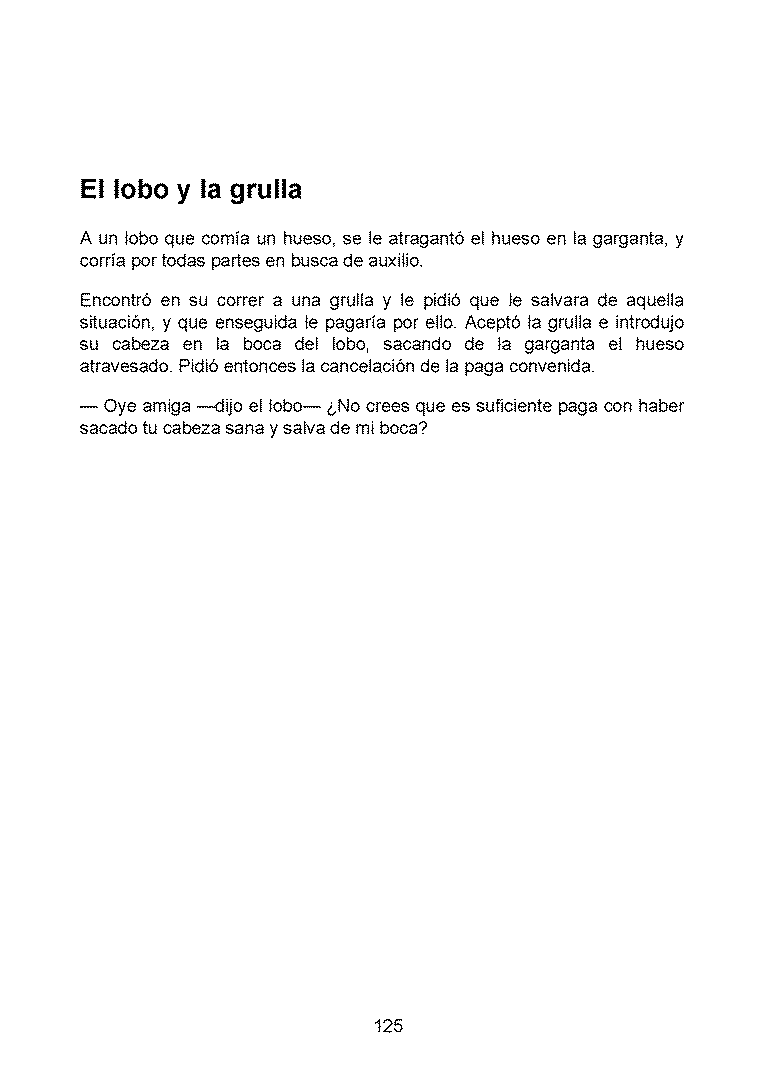 El lobo y la grulla
A un lobo que comía un hueso, se le atragantó el hueso en la garganta, y
corría por todas partes en busca de auxilio.
Encontró en su correr a una grulla y le pidió que le salvara de aquella
situación, y que enseguida le pagaría por ello. Aceptó la grulla e introdujo
su cabeza en la boca del lobo, sacando de la garganta el hueso
atravesado. Pidió entonces la cancelación de la paga convenida.
— Oye amiga —dijo el lobo— ¿No crees que es suficiente paga con haber
sacado tu cabeza sana y salva de mi boca?
125